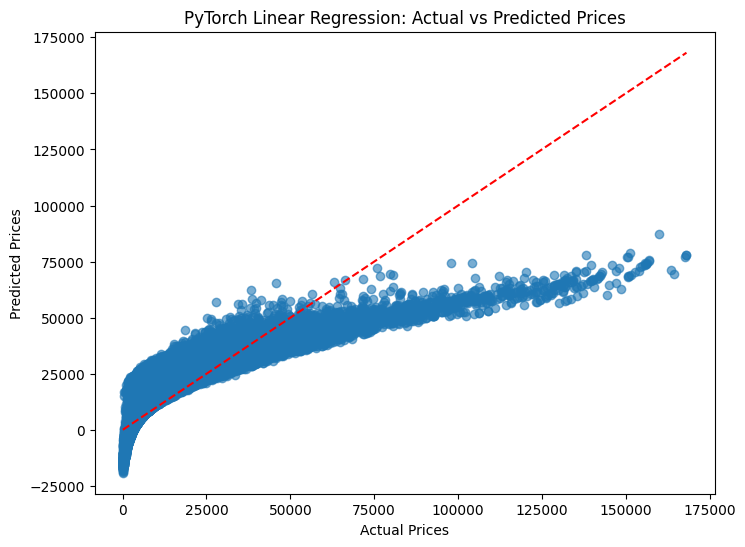 PyTorch Linear Regression: Actual vs Predicted Prices
175000
150000
125000
100000
75000
50000
25000
0
−25000
Predicted Prices
0 25000 50000 75000 100000 125000 150000 175000
Actual Prices